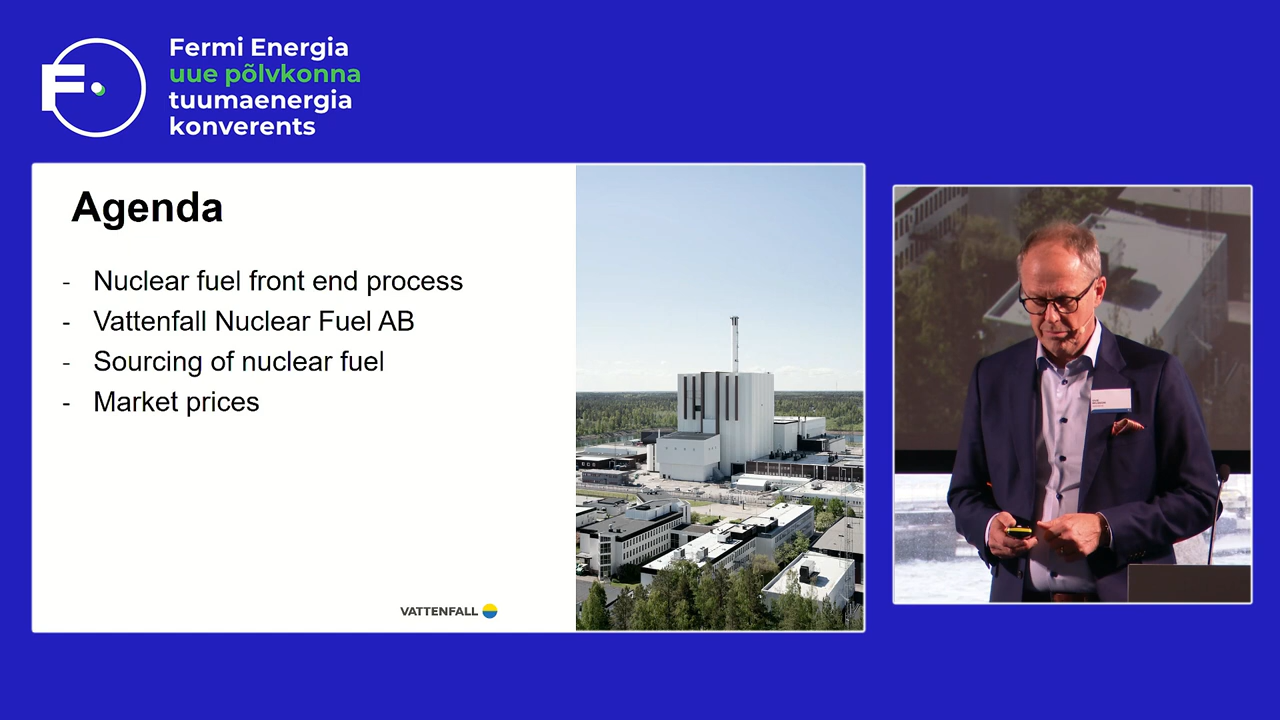 Fermi Energia
uue põlvkonna
tuumaenergia
konverents
Agenda
- Nuclear fuel front end process
- Vattenfall Nuclear Fuel AB
- Sourcing of nuclear fuel
- Market prices
VATTENFALL